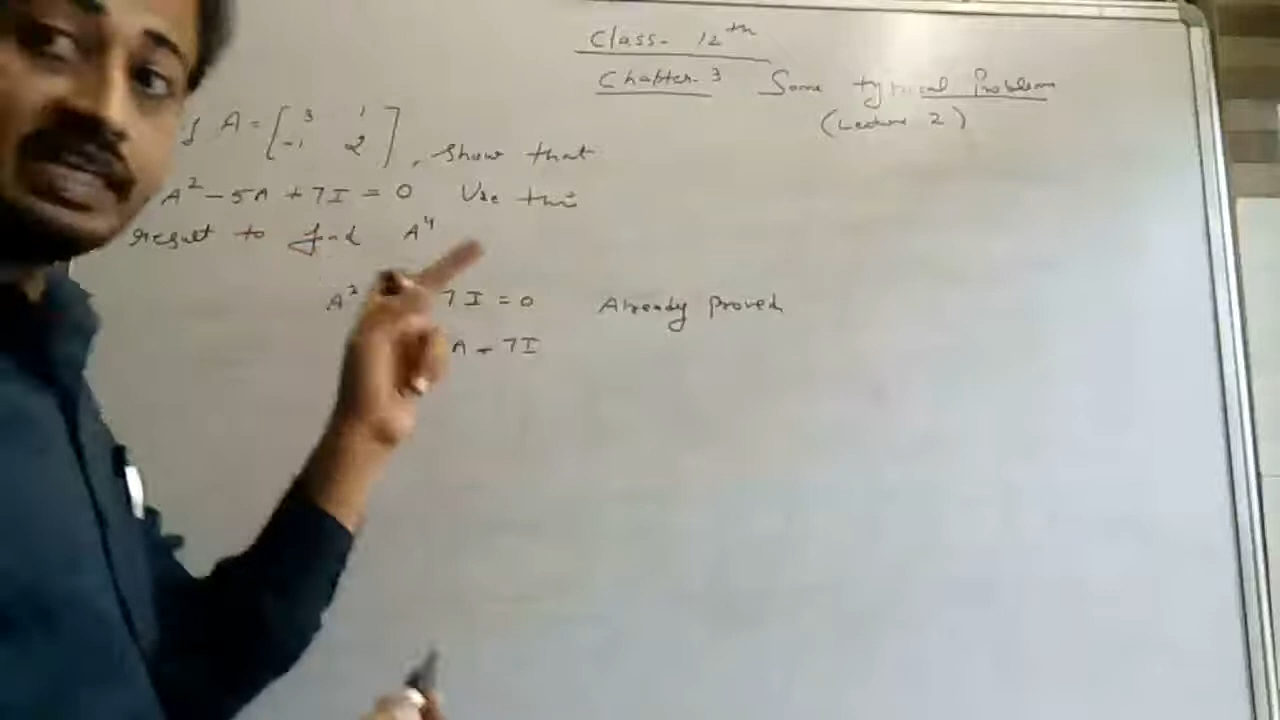 Class- 12th
Chapter-3 Some typical Problem
(Lecture 2)
A = [ 3 1
-1 2 ], show that
A² - 5A + 7I = 0 Use this
result to find A⁴
A² 7I = 0 Already proved
A - 7I